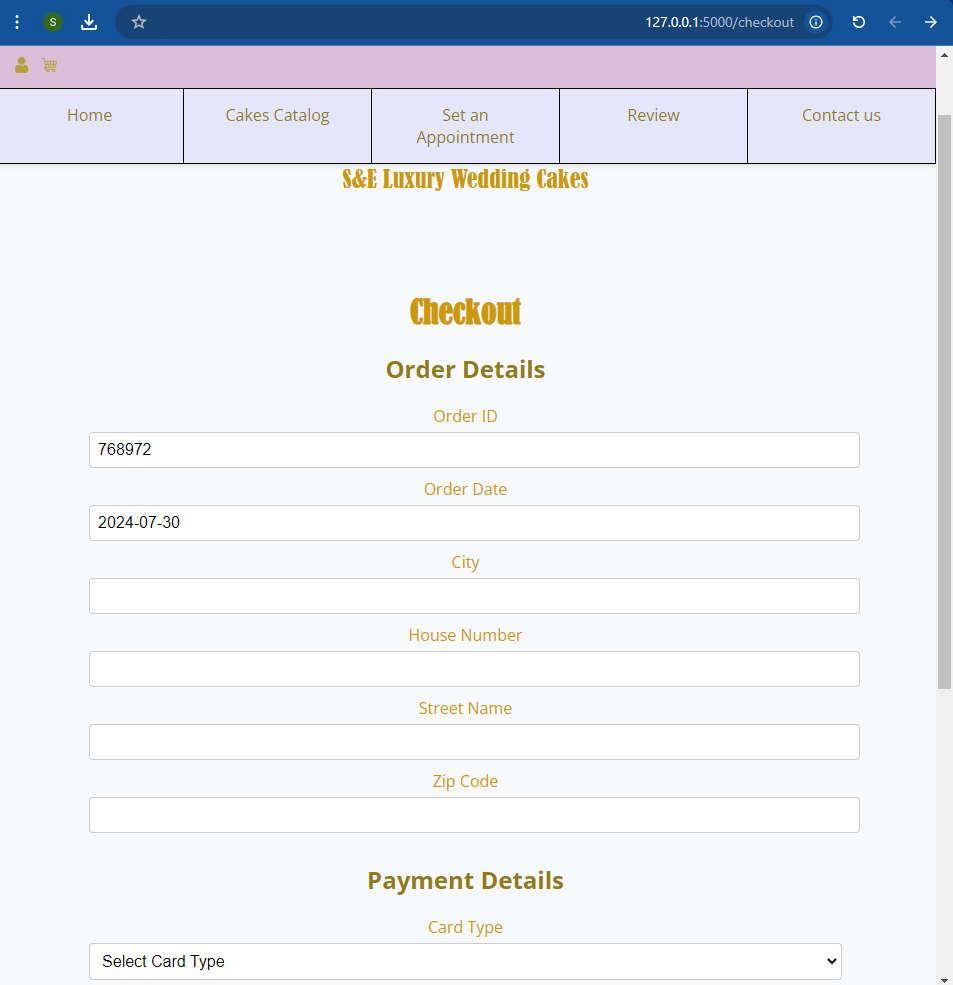 S
127.0.0.1:5000/checkout
Home
Cakes Catalog
Set an
Appointment
Review
Contact us
S&E Luxury Wedding Cakes
Checkout
Order Details
Order ID
768972
Order Date
2024-07-30
City
House Number
Street Name
Zip Code
Payment Details
Card Type
Select Card Type